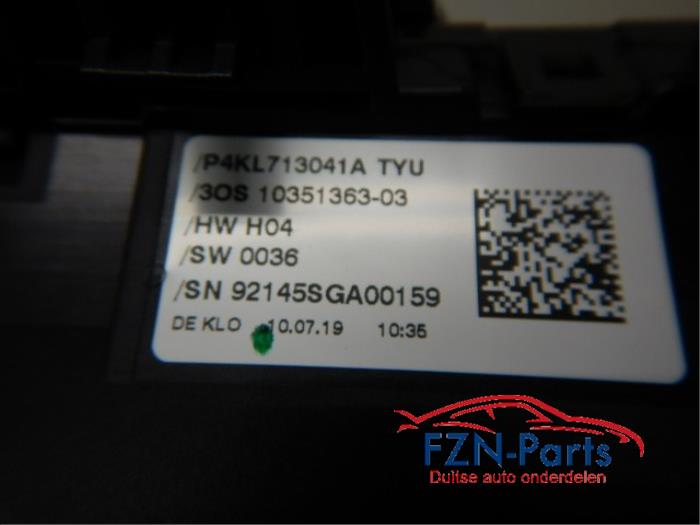 /P4KL713041A TYU
/3OS 10351363-03
/HW H04
/SW 0036
/SN 92145SGA00159
DE KLO 10.07.19 10:35
FZN-Parts
Duitse auto onderdelen